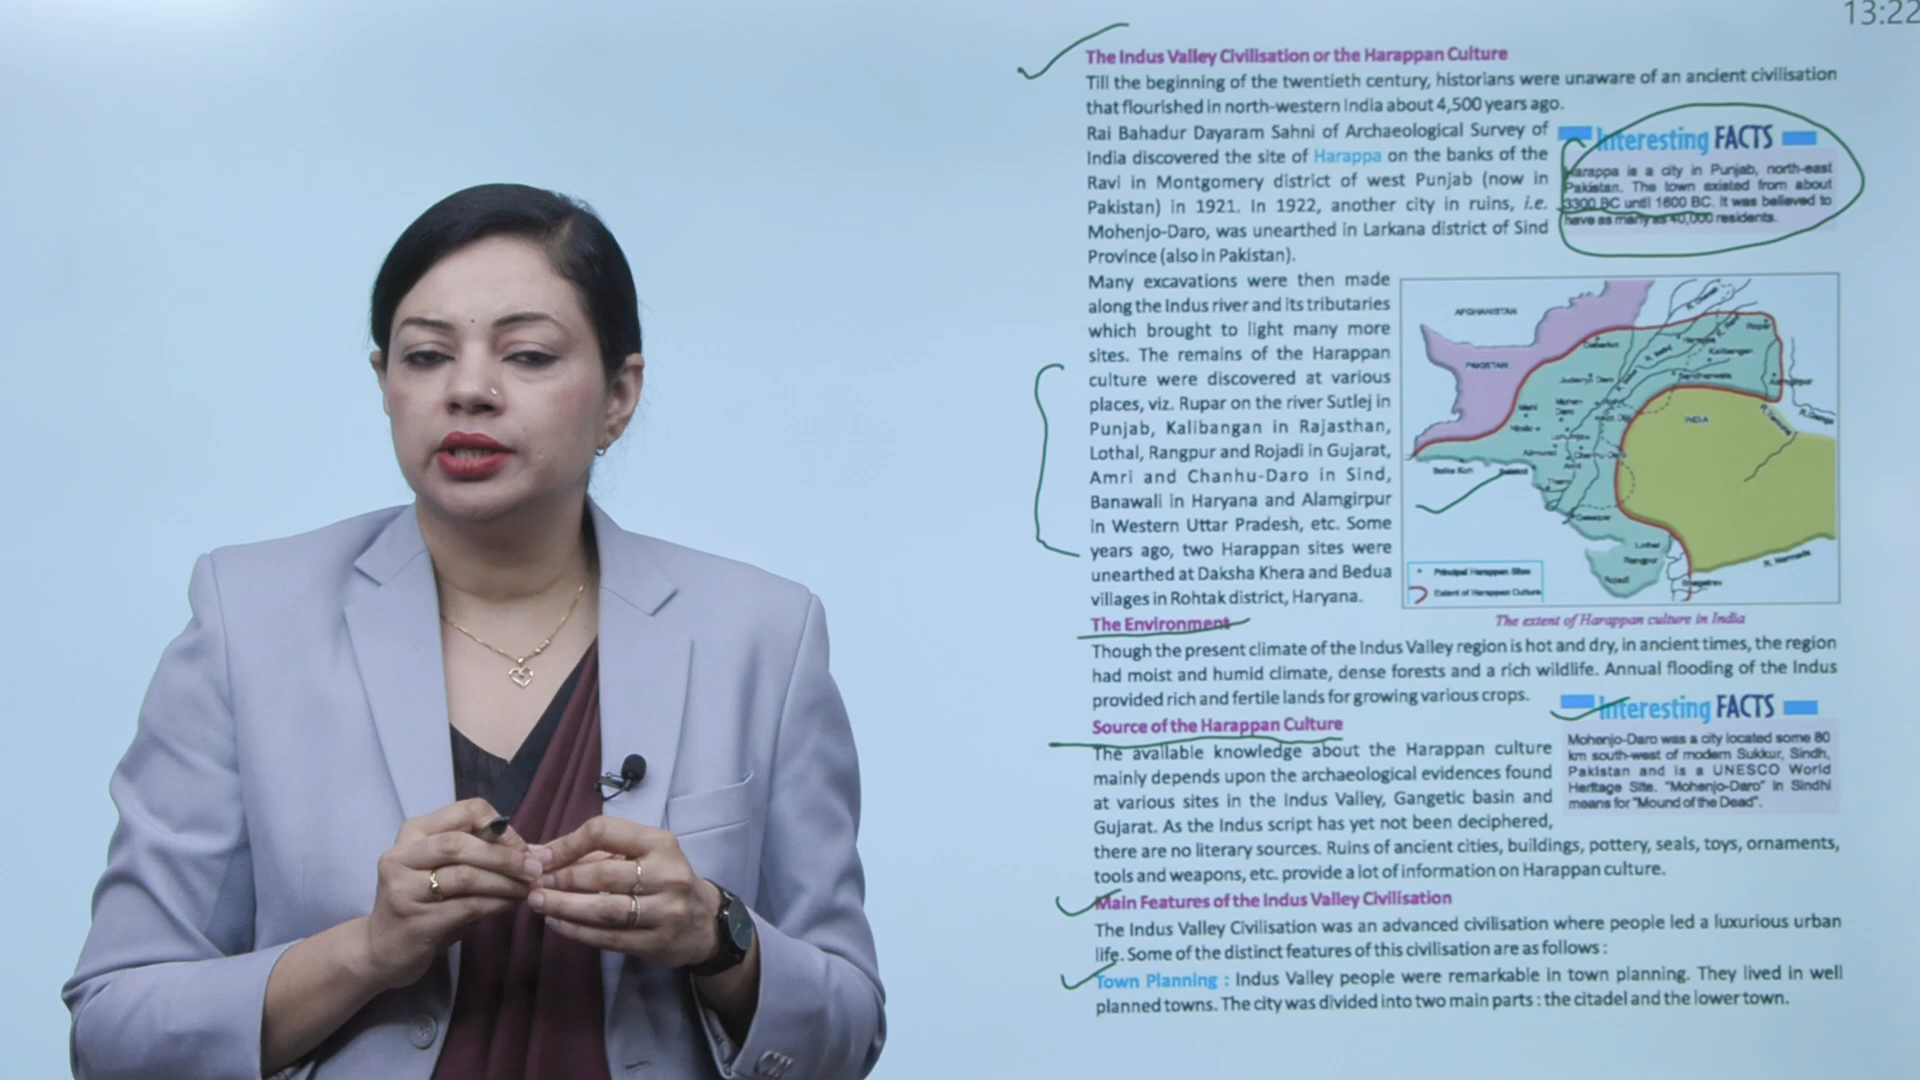 13:22
The Indus Valley Civilisation or the Harappan Culture
Till the beginning of the twentieth century, historians were unaware of an ancient civilisation
that flourished in north-western India about 4,500 years ago.
Rai Bahadur Dayaram Sahni of Archaeological Survey of
India discovered the site of Harappa on the banks of the
Ravi in Montgomery district of west Punjab (now in
Pakistan) in 1921. In 1922, another city in ruins, i.e.
Mohenjo-Daro, was unearthed in Larkana district of Sind
Province (also in Pakistan).
Interesting FACTS
Harappa is a city in Punjab, north-east
Pakistan. The town existed from about
3300 BC until 1600 BC. It was believed to
have as many as 40,000 residents.
Many excavations were then made
along the Indus river and its tributaries
which brought to light many more
sites. The remains of the Harappan
culture were discovered at various
places, viz. Rupar on the river Sutlej in
Punjab, Kalibangan in Rajasthan,
Lothal, Rangpur and Rojadi in Gujarat,
Amri and Chanhu-Daro in Sind,
Banawali in Haryana and Alamgirpur
in Western Uttar Pradesh, etc. Some
years ago, two Harappan sites were
unearthed at Daksha Khera and Bedua
villages in Rohtak district, Haryana.
AFGHANISTAN
PAKISTAN
Kalibangan
INDIA
Lothal
Rangpur
Rojadi
R. Narmada
Principal Harappan Sites
Extent of Harappan Culture
The extent of Harappan culture in India
The Environment
Though the present climate of the Indus Valley region is hot and dry, in ancient times, the region
had moist and humid climate, dense forests and a rich wildlife. Annual flooding of the Indus
provided rich and fertile lands for growing various crops.
Source of the Harappan Culture
The available knowledge about the Harappan culture
mainly depends upon the archaeological evidences found
at various sites in the Indus Valley, Gangetic basin and
Gujarat. As the Indus script has yet not been deciphered,
there are no literary sources. Ruins of ancient cities, buildings, pottery, seals, toys, ornaments,
tools and weapons, etc. provide a lot of information on Harappan culture.
Interesting FACTS
Mohenjo-Daro was a city located some 80
km south-west of modern Sukkur, Sindh,
Pakistan and is a UNESCO World
Heritage Site. "Mohenjo-Daro" in Sindhi
means for "Mound of the Dead".
Main Features of the Indus Valley Civilisation
The Indus Valley Civilisation was an advanced civilisation where people led a luxurious urban
life. Some of the distinct features of this civilisation are as follows :
Town Planning : Indus Valley people were remarkable in town planning. They lived in well
planned towns. The city was divided into two main parts : the citadel and the lower town.